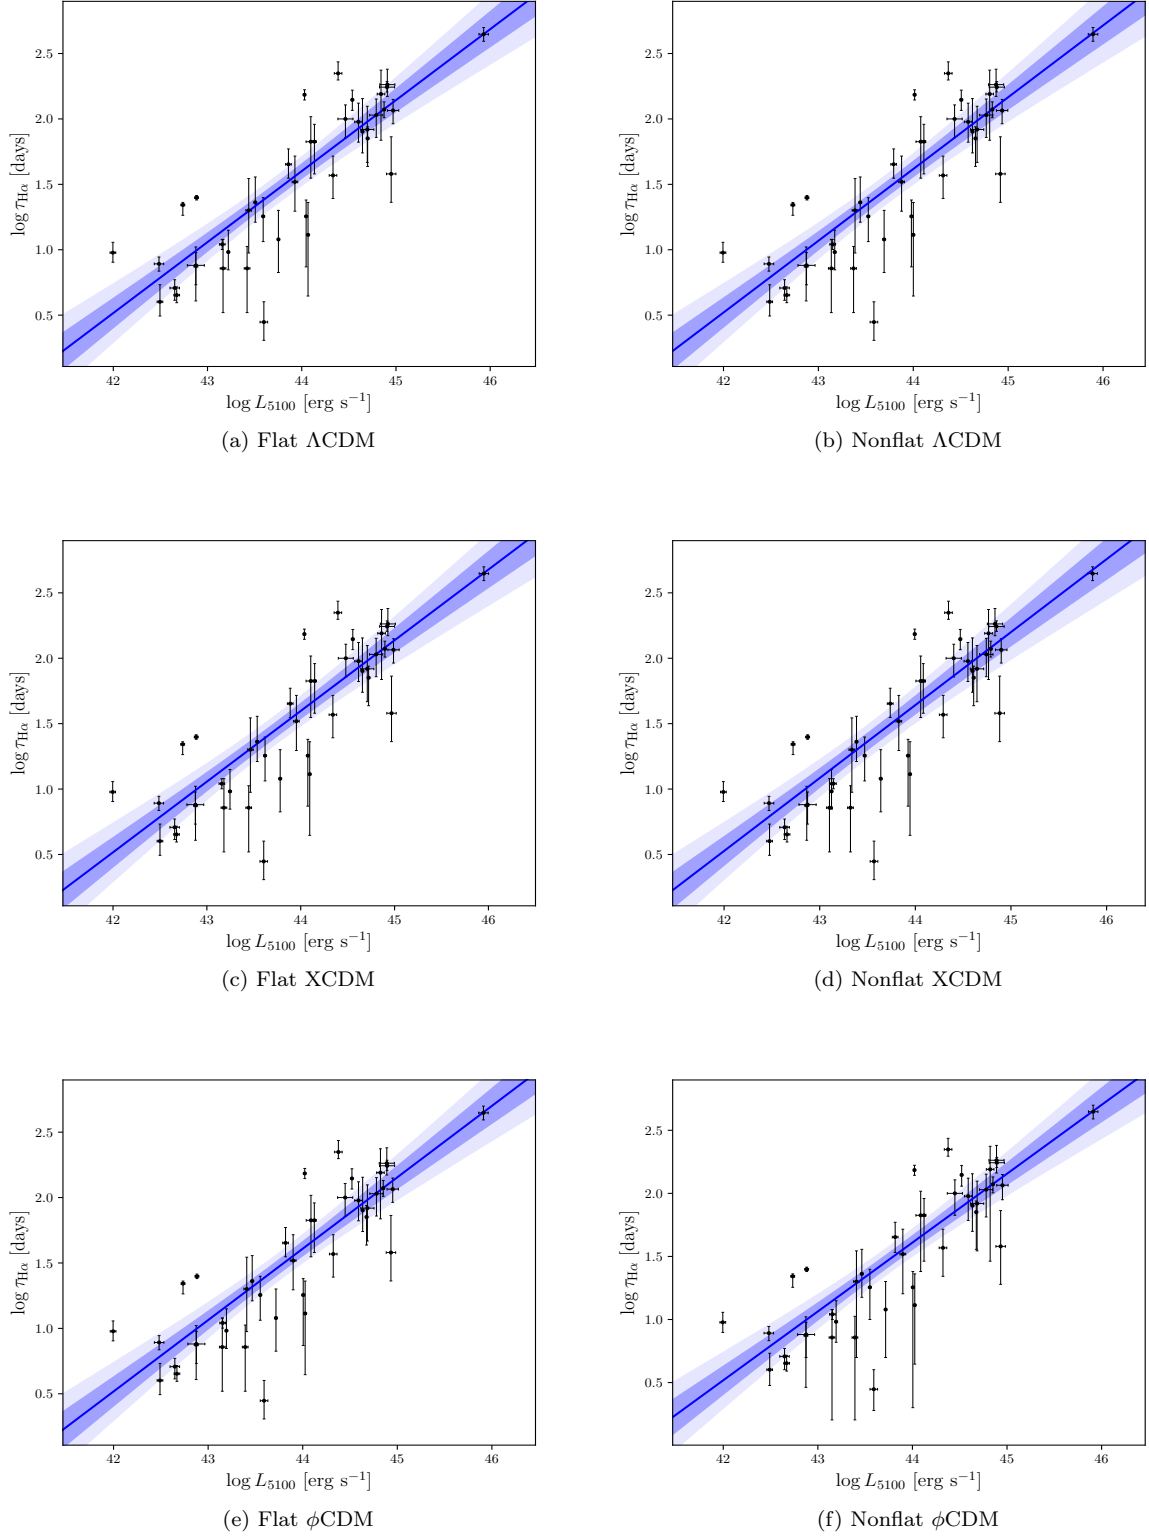 2.5
2.0
1.5
1.0
0.5
log τHα [days]
42 43 44 45 46
log L5100 [erg s⁻¹]
(a) Flat ΛCDM
2.5
2.0
1.5
1.0
0.5
log τHα [days]
42 43 44 45 46
log L5100 [erg s⁻¹]
(b) Nonflat ΛCDM
2.5
2.0
1.5
1.0
0.5
log τHα [days]
42 43 44 45 46
log L5100 [erg s⁻¹]
(c) Flat XCDM
2.5
2.0
1.5
1.0
0.5
log τHα [days]
42 43 44 45 46
log L5100 [erg s⁻¹]
(d) Nonflat XCDM
2.5
2.0
1.5
1.0
0.5
log τHα [days]
42 43 44 45 46
log L5100 [erg s⁻¹]
(e) Flat ϕCDM
2.5
2.0
1.5
1.0
0.5
log τHα [days]
42 43 44 45 46
log L5100 [erg s⁻¹]
(f) Nonflat ϕCDM